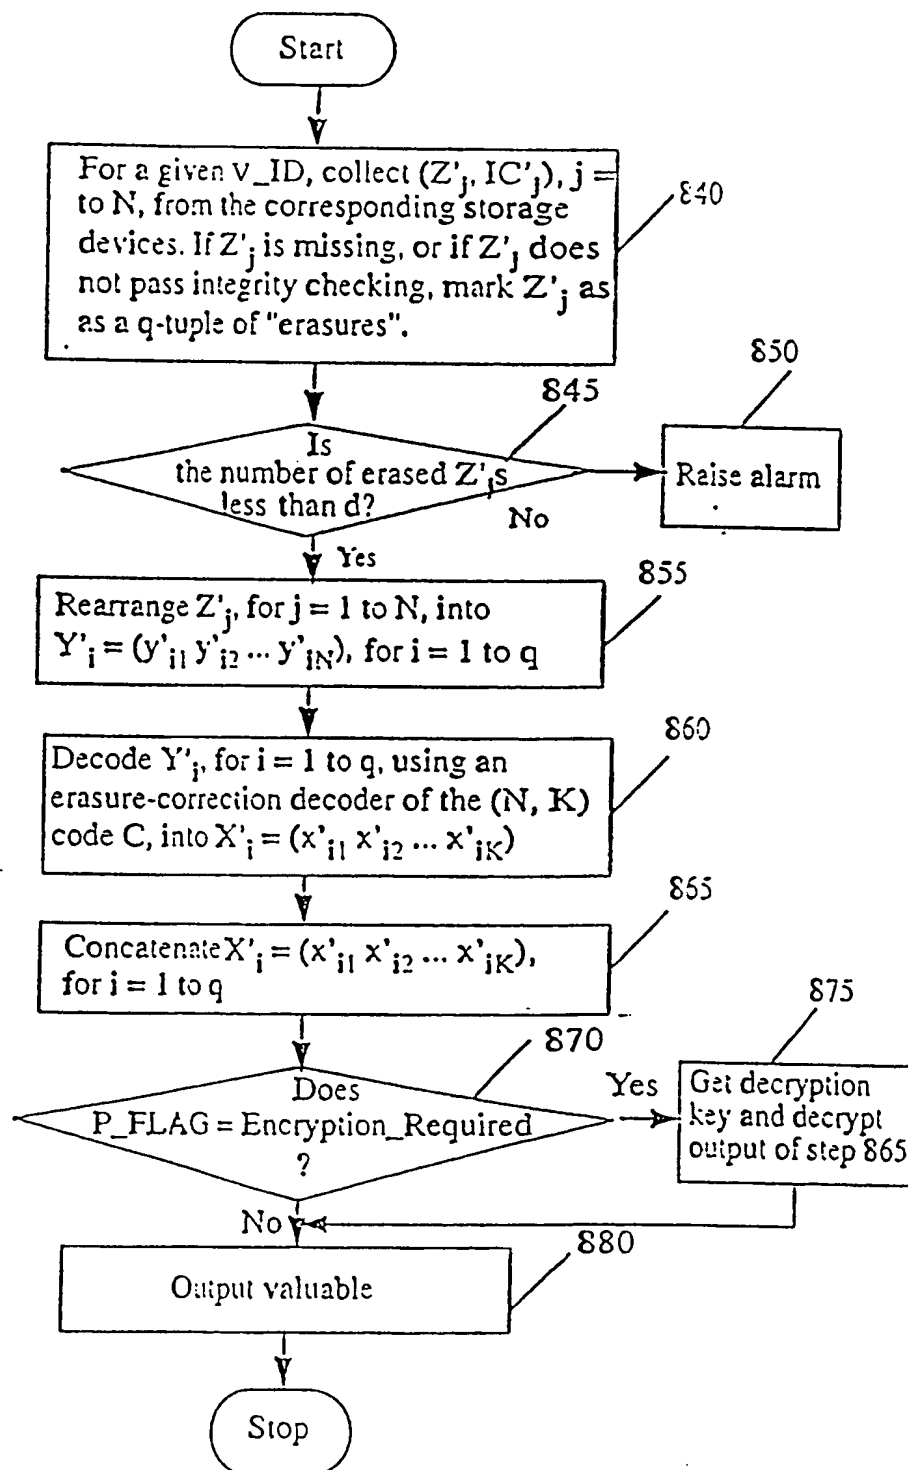 Start
For a given V_ID, collect (Z'j, IC'j), j =
to N, from the corresponding storage
devices. If Z'j is missing, or if Z'j does
not pass integrity checking, mark Z'j as
as a q-tuple of "erasures".
840
850
845
Is
the number of erased Z'js
less than d?
Raise alarm
No
Yes
855
Rearrange Z'j, for j = 1 to N, into
Y'i = (y'i1 y'i2 ... y'iN), for i = 1 to q
860
Decode Y'i, for i = 1 to q, using an
erasure-correction decoder of the (N, K)
code C, into X'i = (x'i1 x'i2 ... x'iK)
865
Concatenate X'i = (x'i1 x'i2 ... x'iK),
for i = 1 to q
875
870
Does
P_FLAG = Encryption_Required
?
Yes
Get decryption
key and decrypt
output of step 865
No
880
Output valuable
Stop